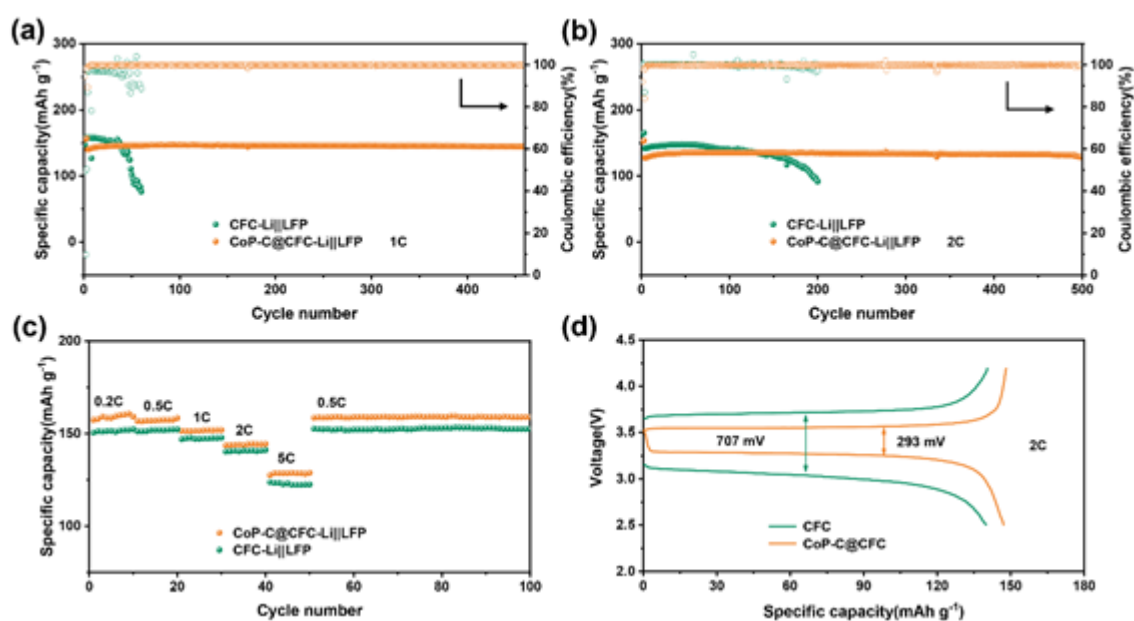 (a)
300
250
200
150
100
50
0
Specific capacity(mAh g⁻¹)
100
80
60
40
20
0
Coulombic efficiency(%)
CFC-Li||LFP
CoP-C@CFC-Li||LFP 1C
0 100 200 300 400
Cycle number
(b)
300
250
200
150
100
50
0
Specific capacity(mAh g⁻¹)
100
80
60
40
20
0
Coulombic efficiency(%)
CFC-Li||LFP
CoP-C@CFC-Li||LFP 2C
0 100 200 300 400 500
Cycle number
(c)
200
150
100
Specific capacity(mAh g⁻¹)
0.2C
0.5C
1C
2C
5C
0.5C
CoP-C@CFC-Li||LFP
CFC-Li||LFP
0 20 40 60 80 100
Cycle number
(d)
4.5
4.0
3.5
3.0
2.5
2.0
Voltage(V)
707 mV
293 mV
2C
CFC
CoP-C@CFC
0 30 60 90 120 150 180
Specific capacity(mAh g⁻¹)